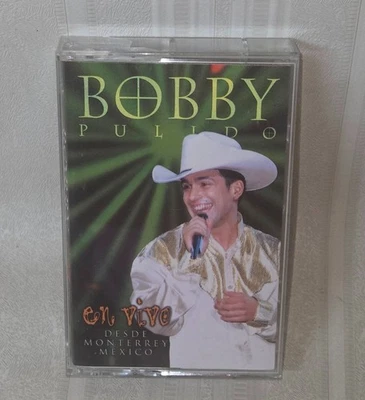 BOBBY
PULIDO
en vivo
DESDE
MONTERREY
MEXICO